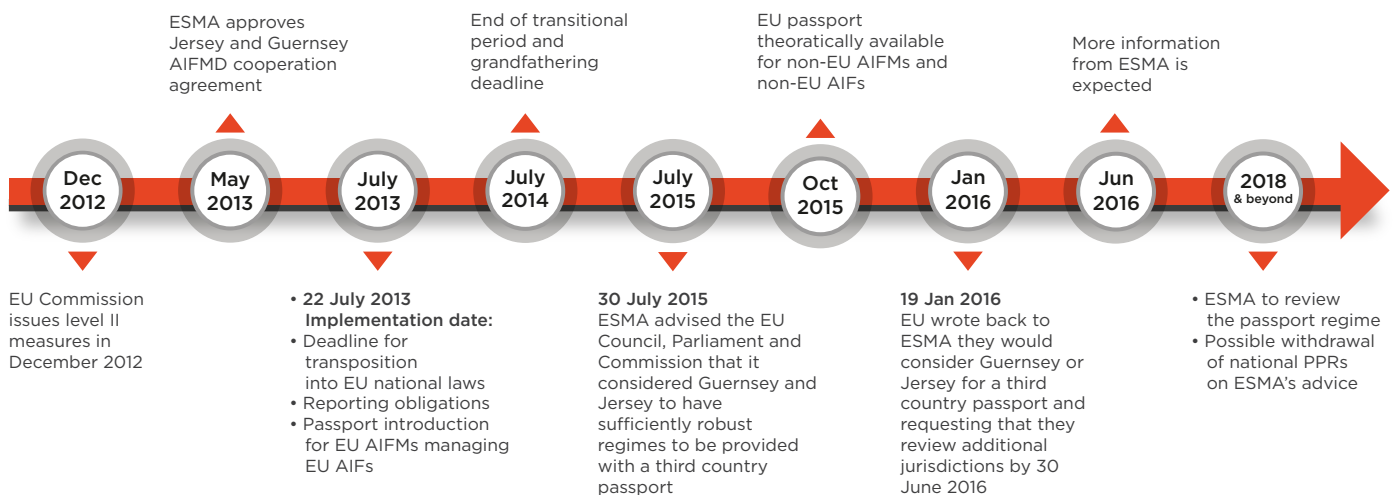 ESMA approves
Jersey and Guernsey
AIFMD cooperation
agreement
End of transitional
period and
grandfathering
deadline
EU passport
theoratically available
for non-EU AIFMs and
non-EU AIFs
More information
from ESMA is
expected
Dec
2012
May
2013
July
2013
July
2014
July
2015
Oct
2015
Jan
2016
Jun
2016
2018
& beyond
EU Commission
issues level II
measures in
December 2012
• 22 July 2013
Implementation date:
• Deadline for
transposition
into EU national laws
• Reporting obligations
• Passport introduction
for EU AIFMs managing
EU AIFs
30 July 2015
ESMA advised the EU
Council, Parliament and
Commission that it
considered Guernsey and
Jersey to have
sufficiently robust
regimes to be provided
with a third country
passport
19 Jan 2016
EU wrote back to
ESMA they would
consider Guernsey or
Jersey for a third
country passport and
requesting that they
review additional
jurisdictions by 30
June 2016
• ESMA to review
the passport regime
• Possible withdrawal
of national PPRs
on ESMA's advice